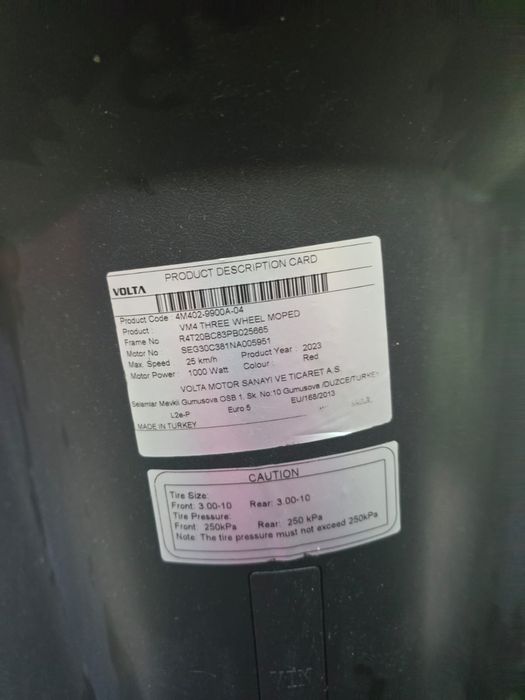 PRODUCT DESCRIPTION CARD
VOLTA
Product Code : 4M402-9900A-04
Product : VM4 THREE WHEEL MOPED
Frame No : R4T20BC83PB025665
Motor No : SEG30C381NA005951
Max. Speed : 25 km/h Product Year : 2023
Motor Power : 1000 Watt Colour : Red
VOLTA MOTOR SANAYI VE TICARET A.S.
Selamlar Mevkii Gumusova OSB 1. Sk. No 10 Gumusova /DUZCE/TURKEY
L2e-P Euro 5 EU/168/2013
MADE IN TURKEY
CAUTION
Tire Size:
Front: 3.00-10 Rear: 3.00-10
Tire Pressure:
Front: 250kPa Rear: 250 kPa
Note: The tire pressure must not exceed 250kPa
VIN